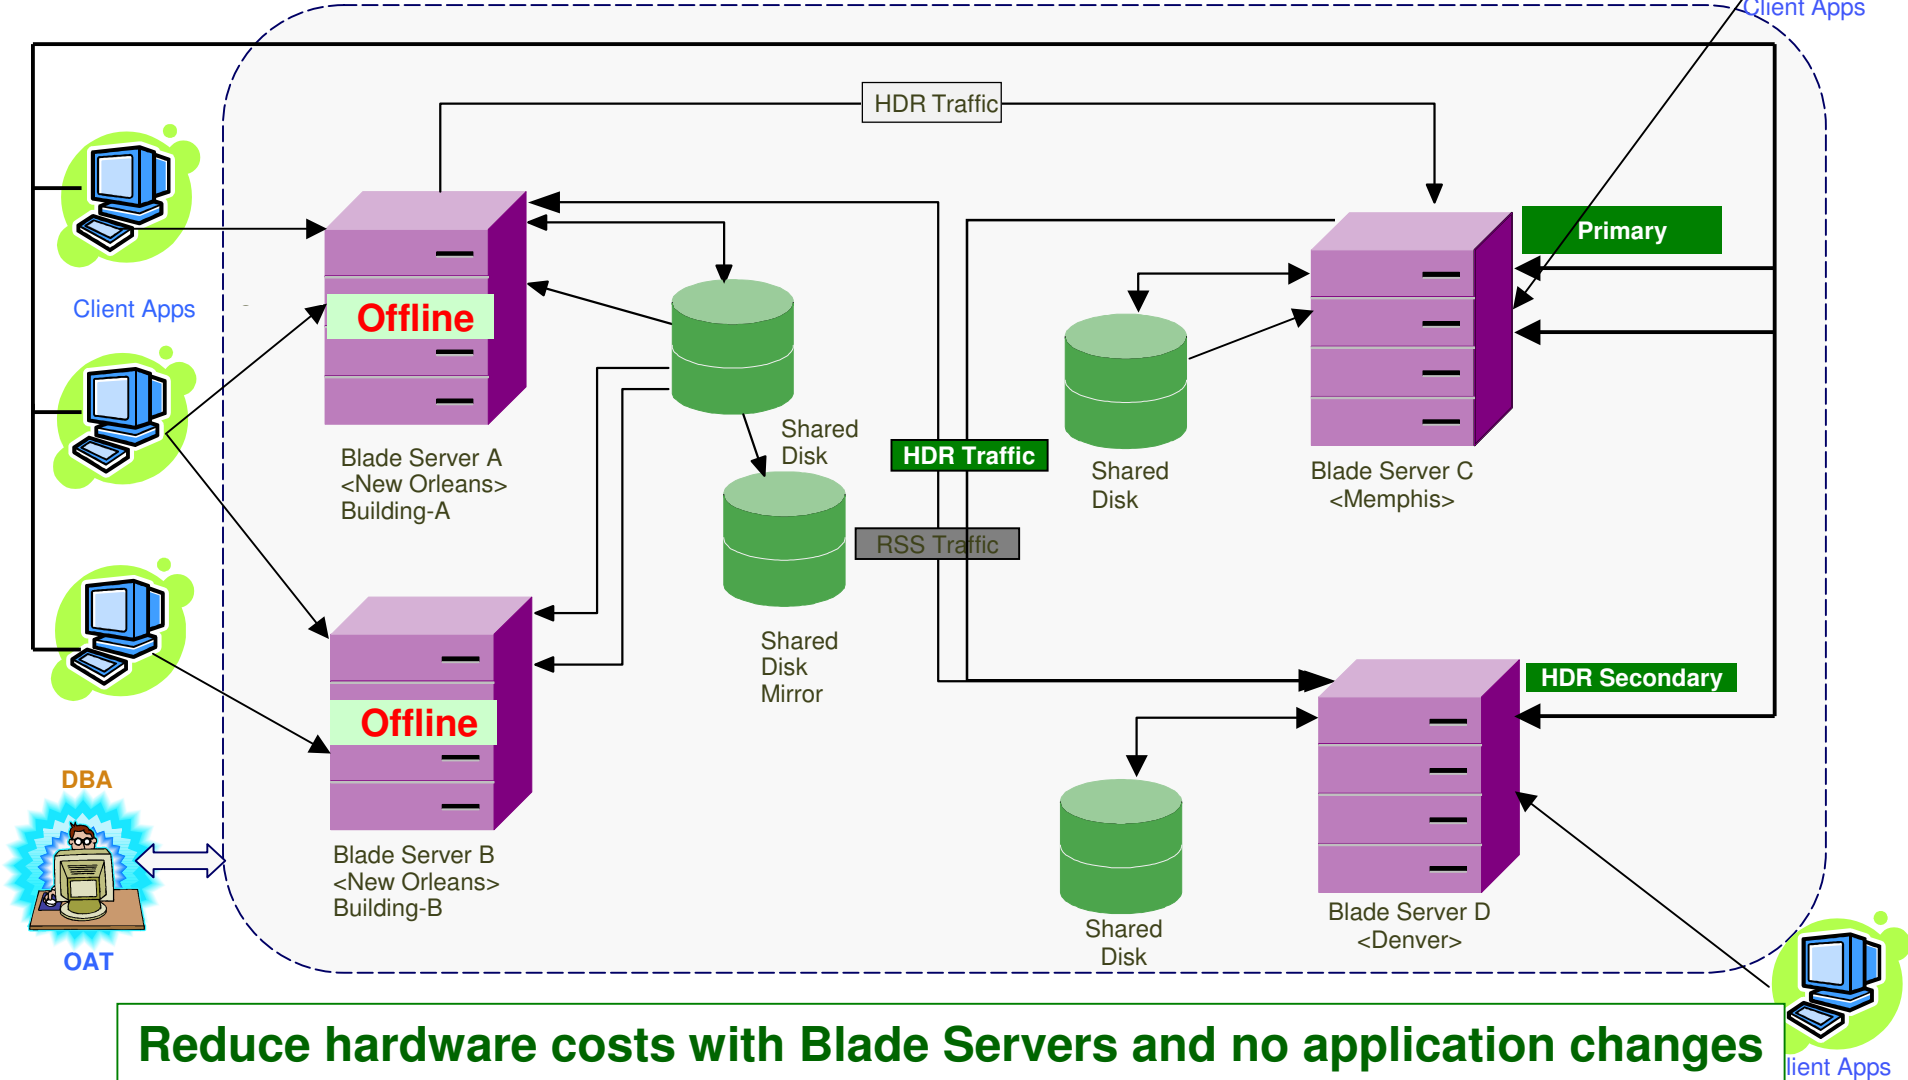 Client Apps
HDR Traffic
Primary
Client Apps
Offline
Shared
Disk
HDR Traffic
Blade Server A
<New Orleans>
Building-A
Shared
Disk
Blade Server C
<Memphis>
RSS Traffic
Shared
Disk
Mirror
HDR Secondary
Offline
DBA
OAT
Blade Server B
<New Orleans>
Building-B
Shared
Disk
Blade Server D
<Denver>
Reduce hardware costs with Blade Servers and no application changes
lient Apps